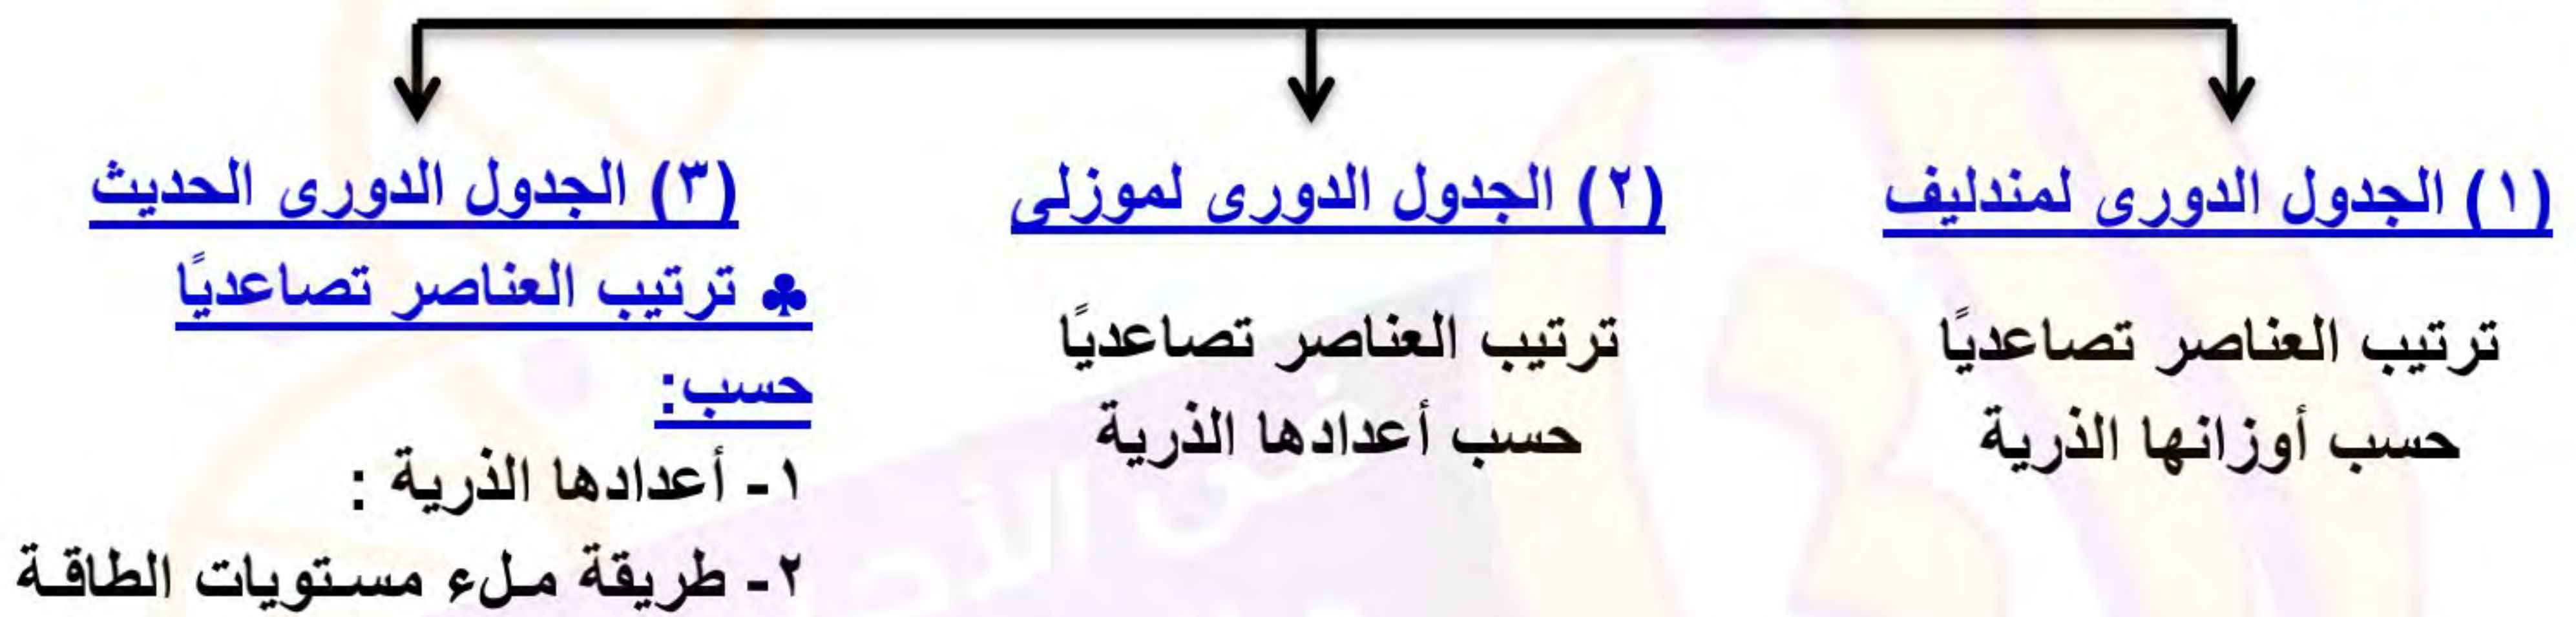 (١) الجدول الدورى لمندليف
ترتيب العناصر تصاعديًا
حسب أوزانها الذرية
(٢) الجدول الدورى لموزلى
ترتيب العناصر تصاعديًا
حسب أعدادها الذرية
(٣) الجدول الدورى الحديث
♣ ترتيب العناصر تصاعديًا
حسب:
١- أعدادها الذرية :
٢- طريقة ملء مستويات الطاقة